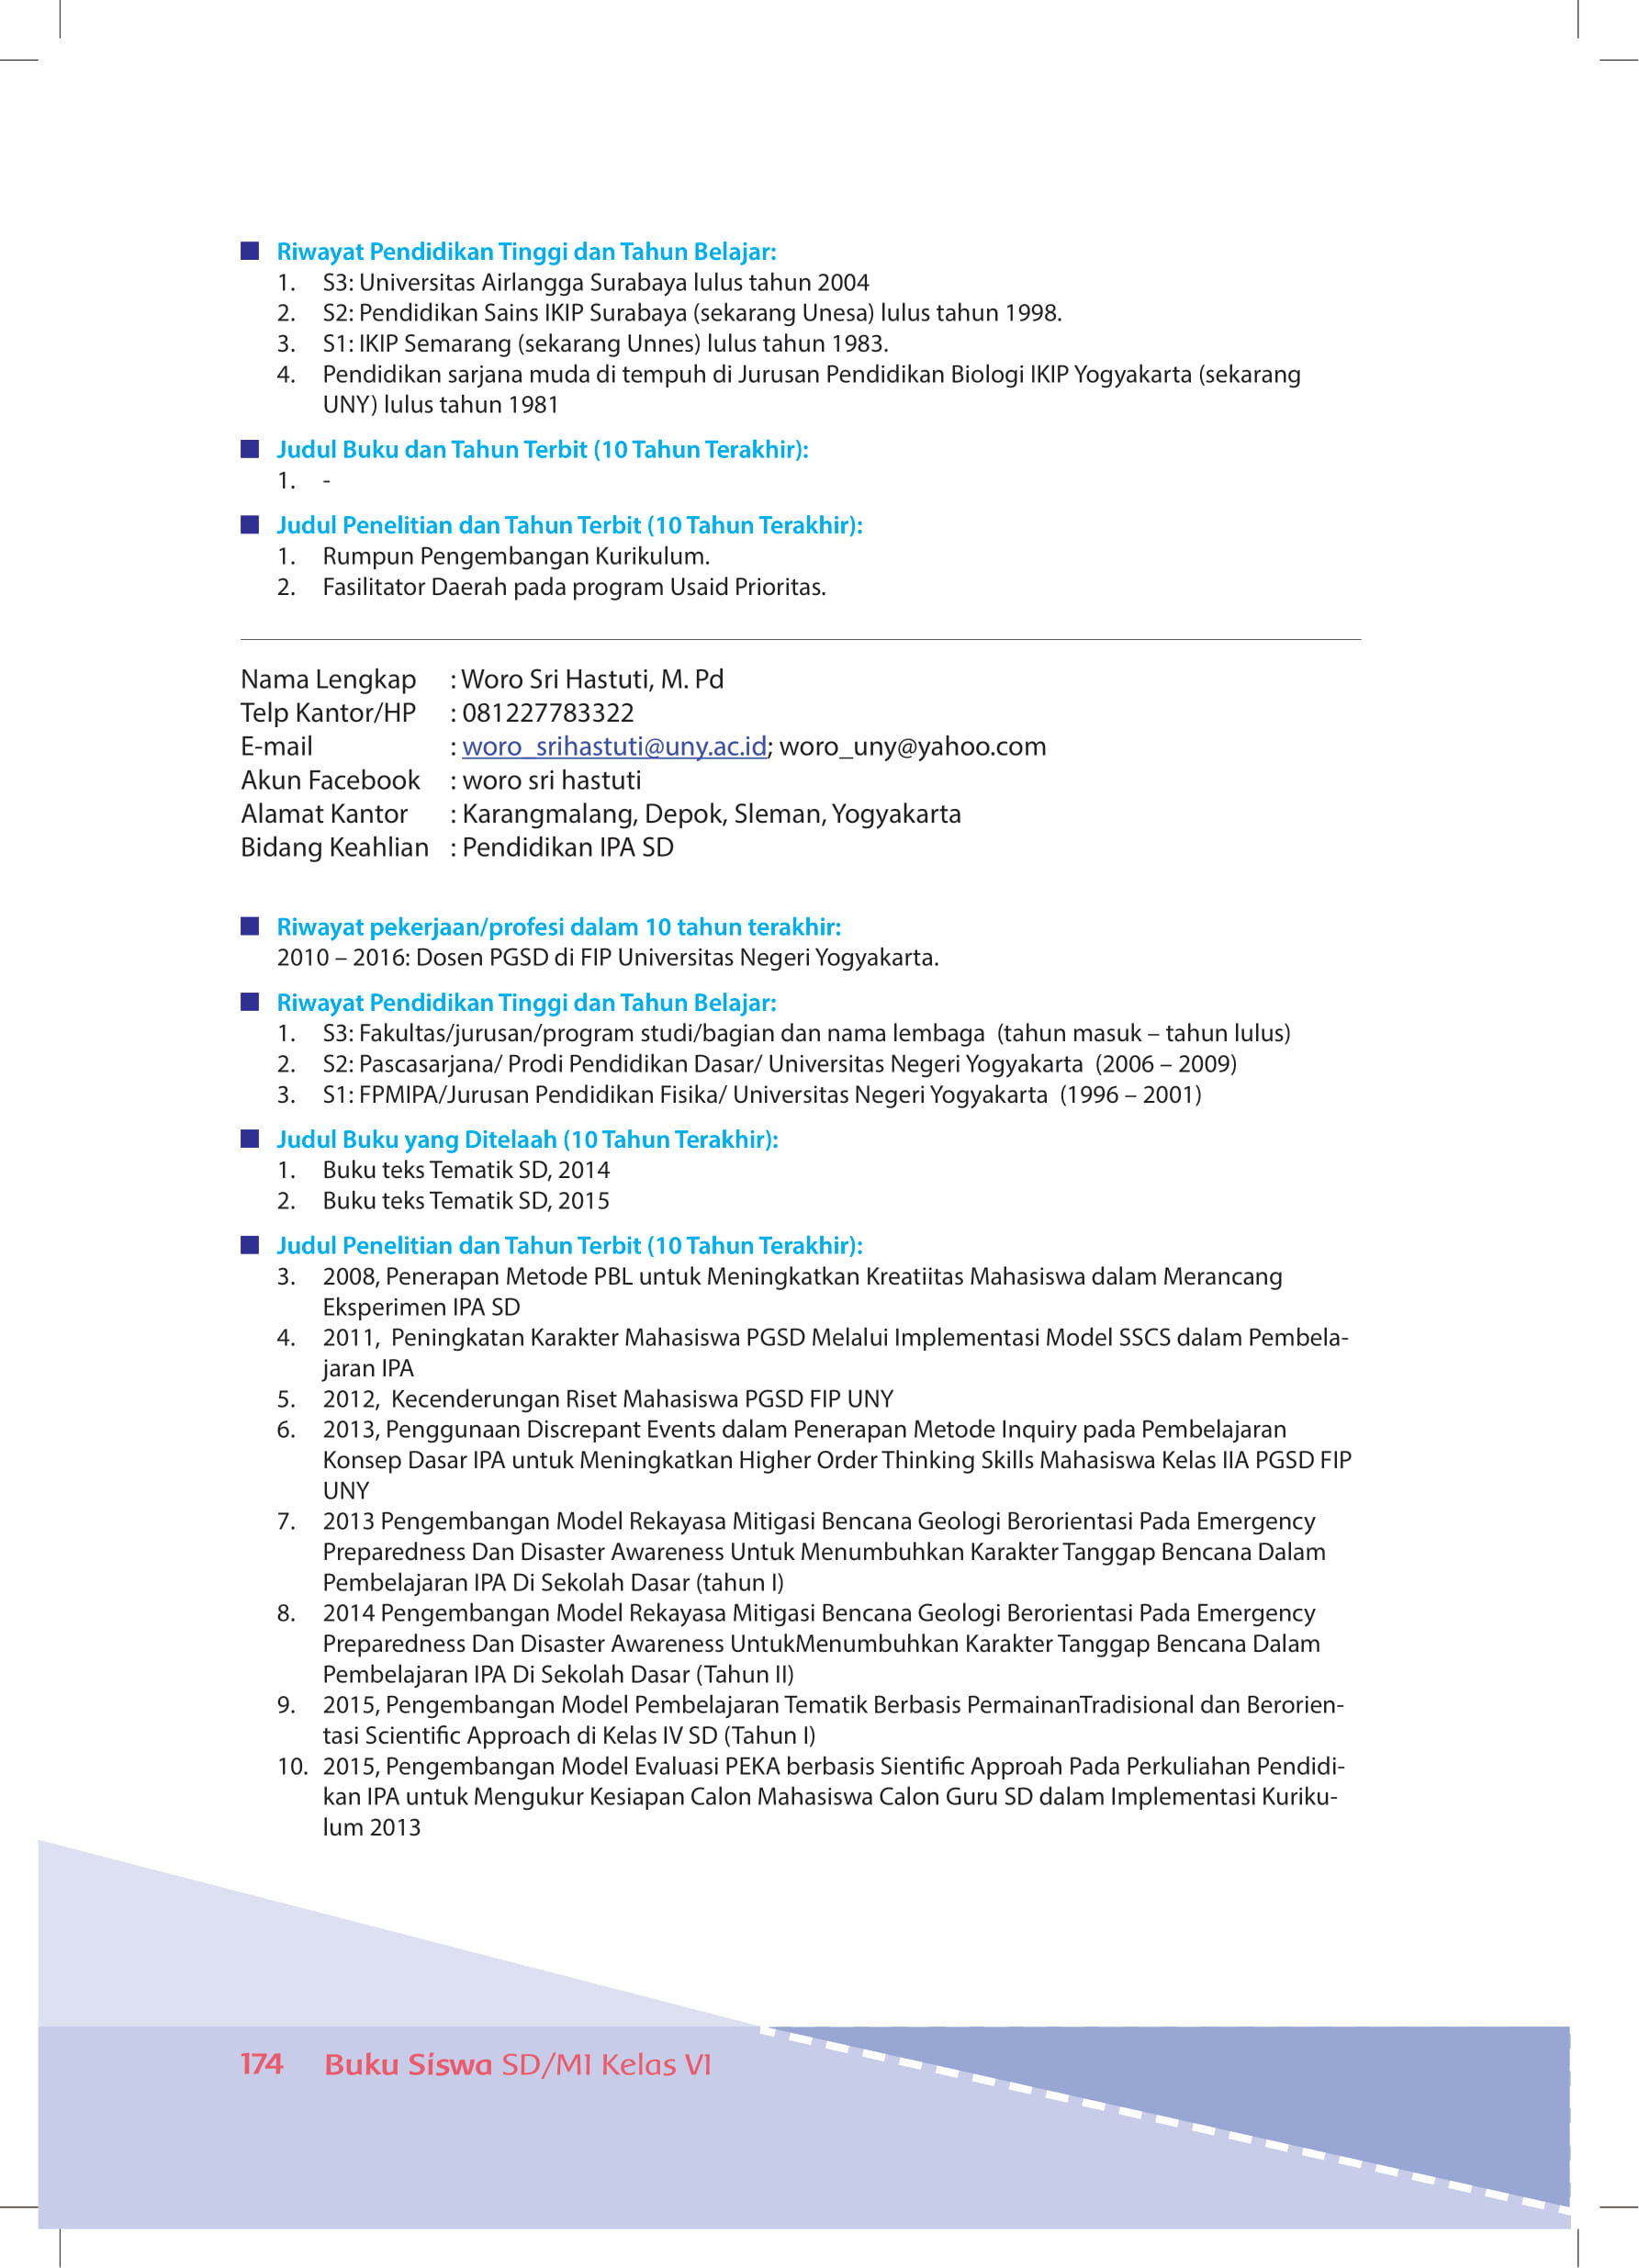 Riwayat Pendidikan Tinggi dan Tahun Belajar:
1. S3: Universitas Airlangga Surabaya lulus tahun 2004
2. S2: Pendidikan Sains IKIP Surabaya (sekarang Unesa) lulus tahun 1998.
3. S1: IKIP Semarang (sekarang Unnes) lulus tahun 1983.
4. Pendidikan sarjana muda di tempuh di Jurusan Pendidikan Biologi IKIP Yogyakarta (sekarang
UNY) lulus tahun 1981
Judul Buku dan Tahun Terbit (10 Tahun Terakhir):
1. -
Judul Penelitian dan Tahun Terbit (10 Tahun Terakhir):
1. Rumpun Pengembangan Kurikulum.
2. Fasilitator Daerah pada program Usaid Prioritas.
Nama Lengkap : Woro Sri Hastuti, M. Pd
Telp Kantor/HP : 081227783322
E-mail : woro_srihastuti@uny.ac.id; woro_uny@yahoo.com
Akun Facebook : woro sri hastuti
Alamat Kantor : Karangmalang, Depok, Sleman, Yogyakarta
Bidang Keahlian : Pendidikan IPA SD
Riwayat pekerjaan/profesi dalam 10 tahun terakhir:
2010 – 2016: Dosen PGSD di FIP Universitas Negeri Yogyakarta.
Riwayat Pendidikan Tinggi dan Tahun Belajar:
1. S3: Fakultas/jurusan/program studi/bagian dan nama lembaga (tahun masuk – tahun lulus)
2. S2: Pascasarjana/ Prodi Pendidikan Dasar/ Universitas Negeri Yogyakarta (2006 – 2009)
3. S1: FPMIPA/Jurusan Pendidikan Fisika/ Universitas Negeri Yogyakarta (1996 – 2001)
Judul Buku yang Ditelaah (10 Tahun Terakhir):
1. Buku teks Tematik SD, 2014
2. Buku teks Tematik SD, 2015
Judul Penelitian dan Tahun Terbit (10 Tahun Terakhir):
3. 2008, Penerapan Metode PBL untuk Meningkatkan Kreatiitas Mahasiswa dalam Merancang
Eksperimen IPA SD
4. 2011, Peningkatan Karakter Mahasiswa PGSD Melalui Implementasi Model SSCS dalam Pembela-
jaran IPA
5. 2012, Kecenderungan Riset Mahasiswa PGSD FIP UNY
6. 2013, Penggunaan Discrepant Events dalam Penerapan Metode Inquiry pada Pembelajaran
Konsep Dasar IPA untuk Meningkatkan Higher Order Thinking Skills Mahasiswa Kelas IIA PGSD FIP
UNY
7. 2013 Pengembangan Model Rekayasa Mitigasi Bencana Geologi Berorientasi Pada Emergency
Preparedness Dan Disaster Awareness Untuk Menumbuhkan Karakter Tanggap Bencana Dalam
Pembelajaran IPA Di Sekolah Dasar (tahun I)
8. 2014 Pengembangan Model Rekayasa Mitigasi Bencana Geologi Berorientasi Pada Emergency
Preparedness Dan Disaster Awareness UntukMenumbuhkan Karakter Tanggap Bencana Dalam
Pembelajaran IPA Di Sekolah Dasar (Tahun II)
9. 2015, Pengembangan Model Pembelajaran Tematik Berbasis PermainanTradisional dan Berorien-
tasi Scientific Approach di Kelas IV SD (Tahun I)
10. 2015, Pengembangan Model Evaluasi PEKA berbasis Sientific Approah Pada Perkuliahan Pendidi-
kan IPA untuk Mengukur Kesiapan Calon Mahasiswa Calon Guru SD dalam Implementasi Kuriku-
lum 2013
174 Buku Siswa SD/MI Kelas VI